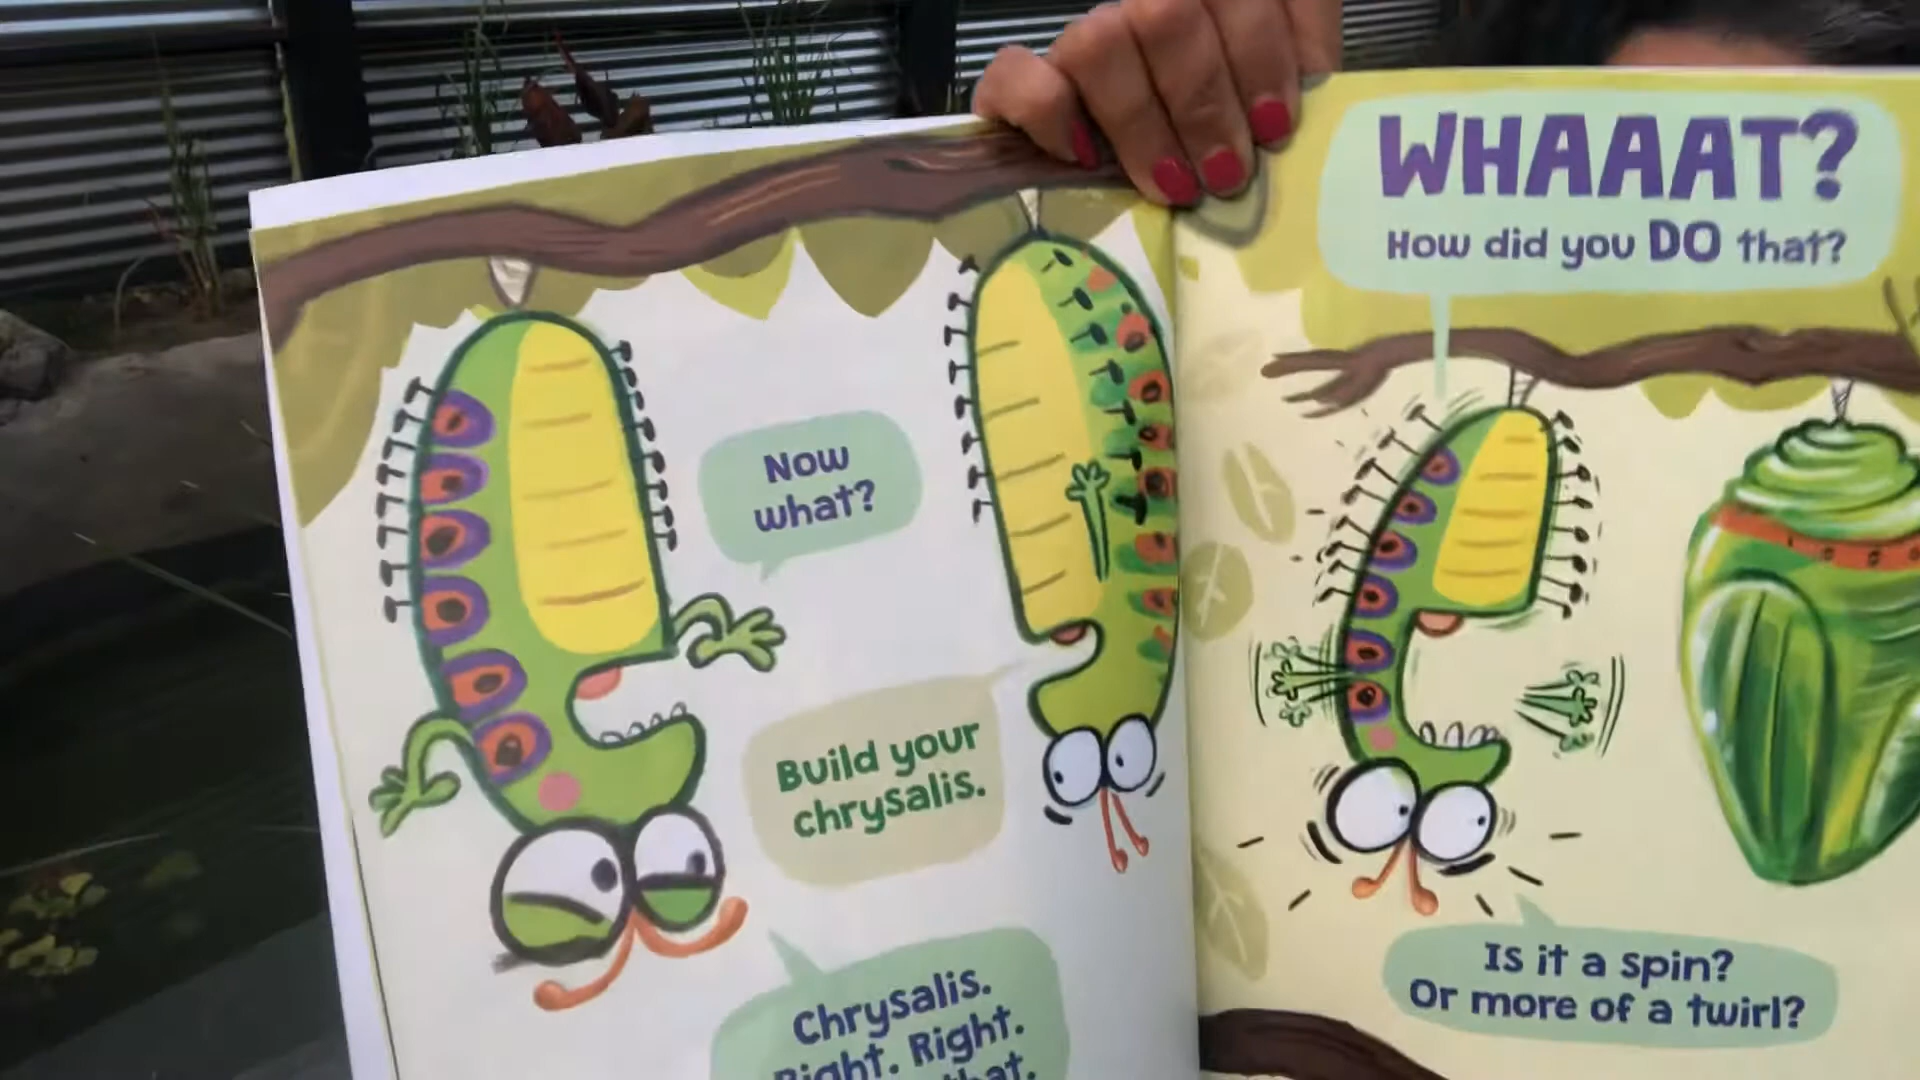 Now
what?
Build your
chrysalis.
Chrysalis.
Right. Right.
that.
WHAAAT?
How did you DO that?
Is it a spin?
Or more of a twirl?